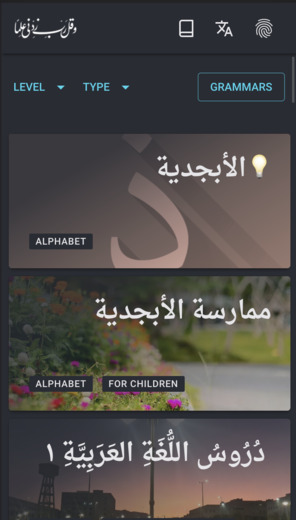 وقل رب زدني علما
LEVEL TYPE GRAMMARS
الأبجدية
ALPHABET
ممارسة الأبجدية
ALPHABET FOR CHILDREN
دُرُوسُ اللُّغَةِ العَرَبِيَّةِ ١